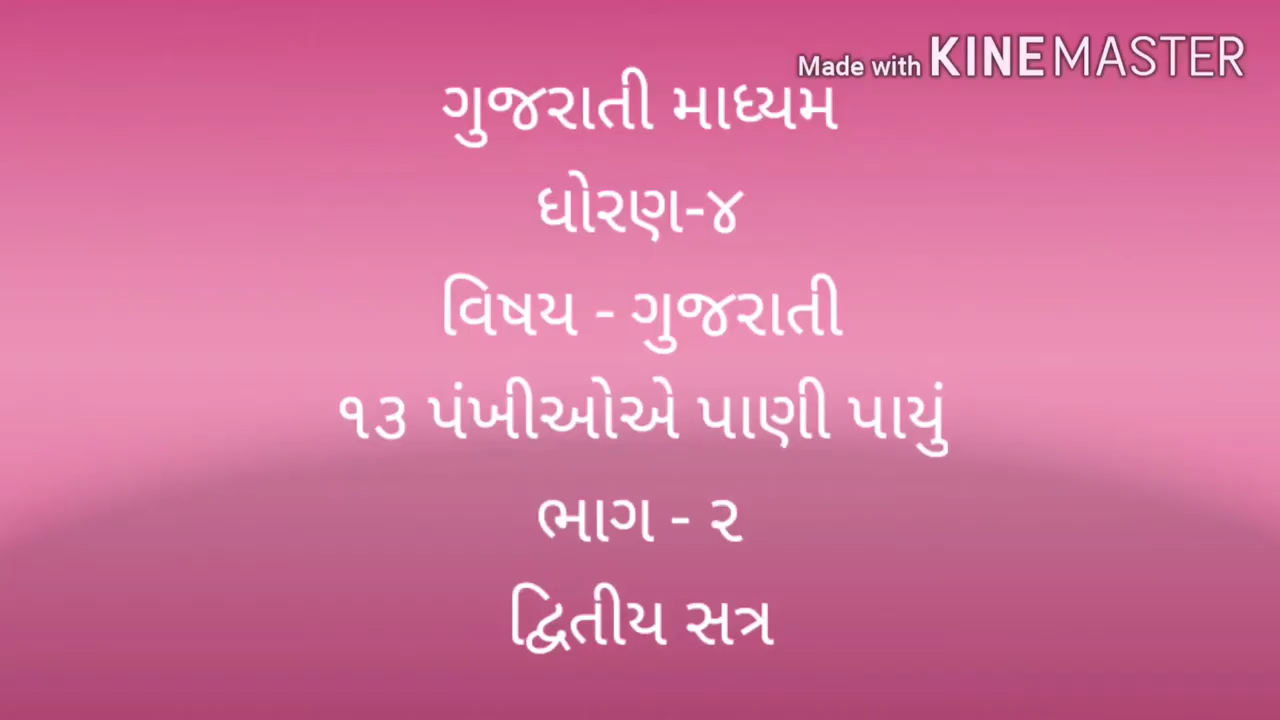 Made with KINEMASTER
ગુજરાતી માધ્યમ
ધોરણ-૪
વિષય - ગુજરાતી
૧૩ પંખીઓએ પાણી પાયું
ભાગ - ૨
દ્વિતીય સત્ર